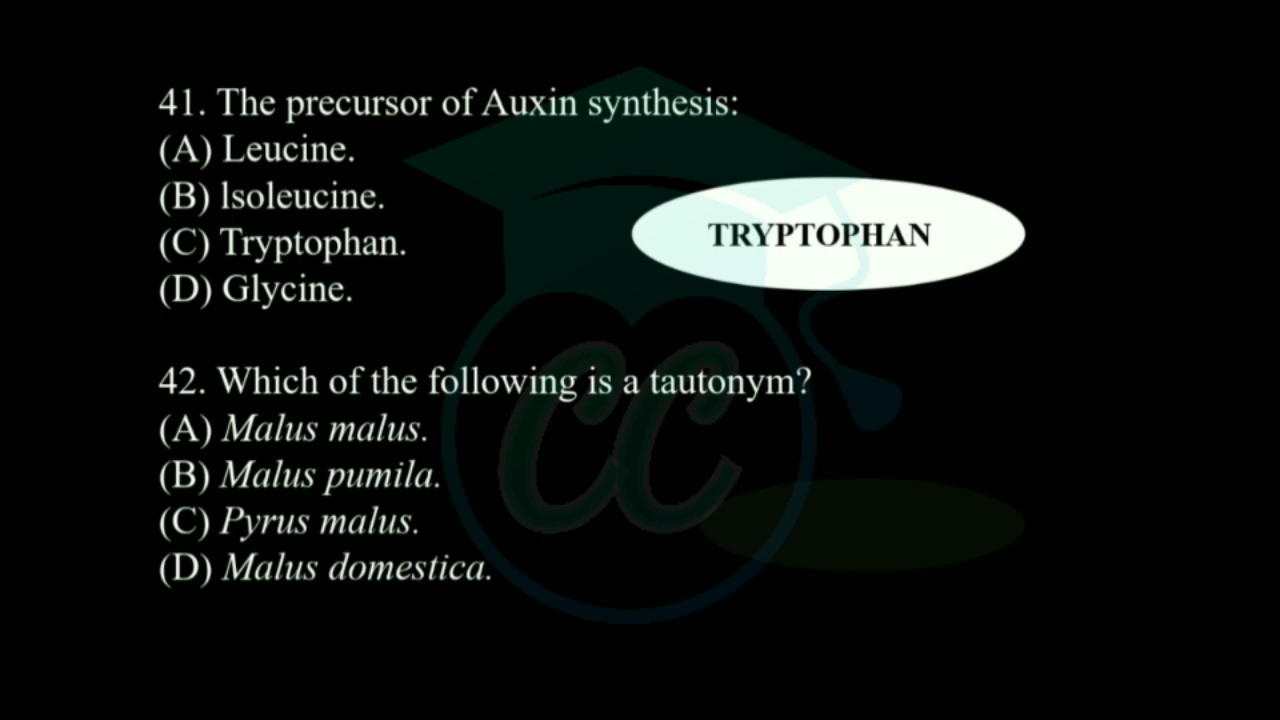 41. The precursor of Auxin synthesis:
(A) Leucine.
(B) lsoleucine.
(C) Tryptophan.
(D) Glycine.
TRYPTOPHAN
42. Which of the following is a tautonym?
(A) Malus malus.
(B) Malus pumila.
(C) Pyrus malus.
(D) Malus domestica.
CC